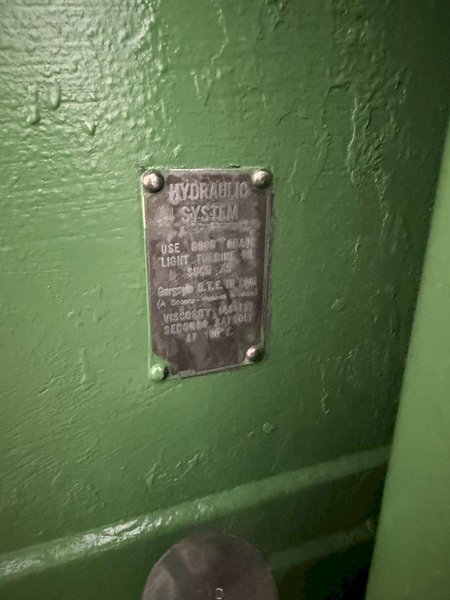 HYDRAULIC
SYSTEM
USE GOOD GRADE
LIGHT TURBINE OIL
SUCH AS
Gargoyle D.T.E. Oil Light
(A Socony-Vacuum
VISCOSITY
SECONDS SAYBOLT
AT 100°F.